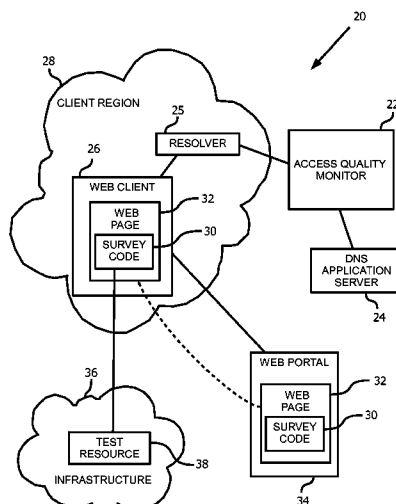 20
28
CLIENT REGION
25
RESOLVER
22
ACCESS QUALITY
MONITOR
26
WEB CLIENT
32
WEB
PAGE
30
SURVEY
CODE
DNS
APPLICATION
SERVER
24
WEB PORTAL
32
WEB
PAGE
30
SURVEY
CODE
34
36
TEST
RESOURCE
38
INFRASTRUCTURE